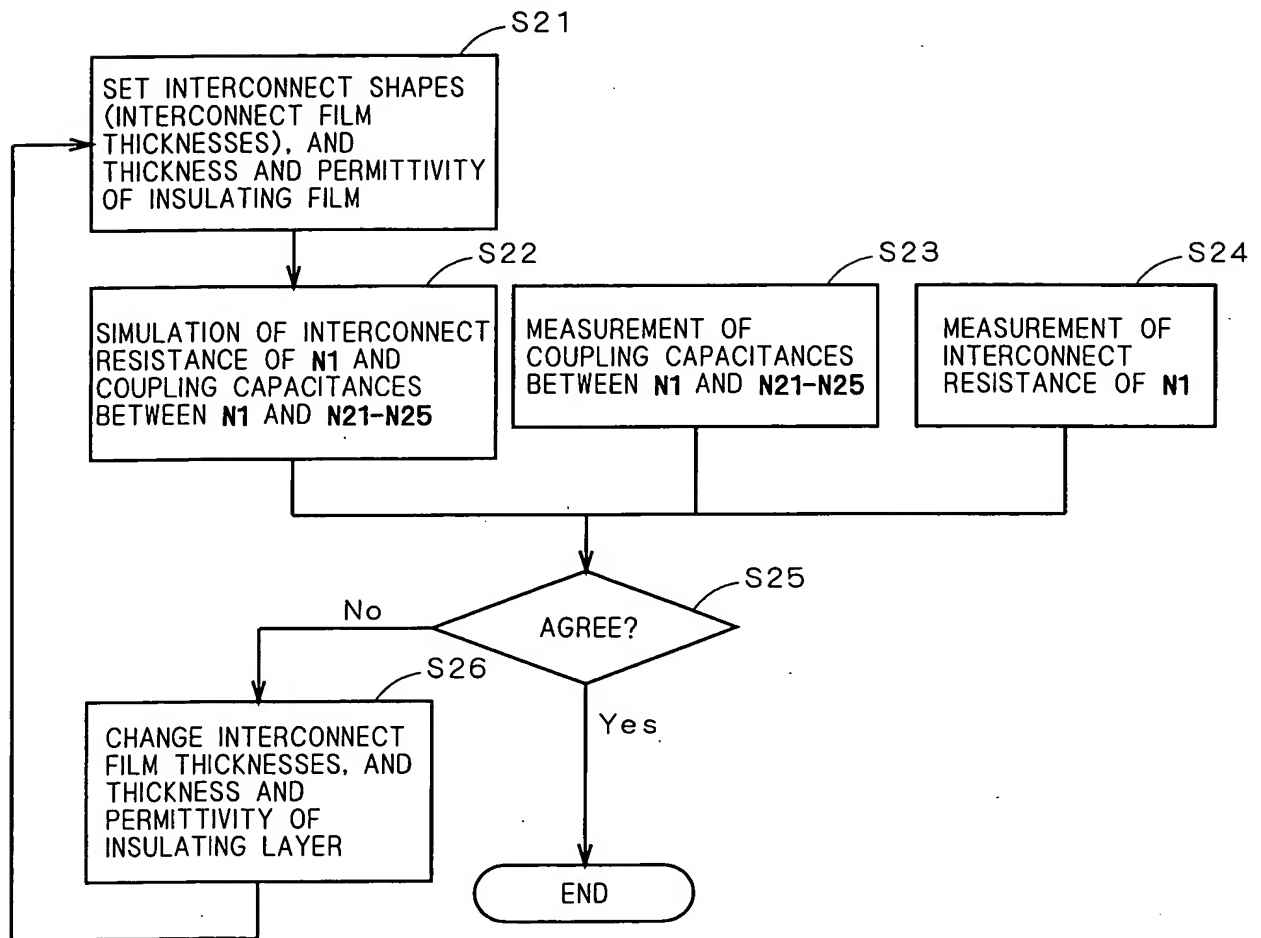 S21
SET INTERCONNECT SHAPES
(INTERCONNECT FILM
THICKNESSES), AND
THICKNESS AND PERMITTIVITY
OF INSULATING FILM
S22
SIMULATION OF INTERCONNECT
RESISTANCE OF N1 AND
COUPLING CAPACITANCES
BETWEEN N1 AND N21-N25
S23
MEASUREMENT OF
COUPLING CAPACITANCES
BETWEEN N1 AND N21-N25
S24
MEASUREMENT OF
INTERCONNECT
RESISTANCE OF N1
S25
AGREE?
No
Yes
S26
CHANGE INTERCONNECT
FILM THICKNESSES, AND
THICKNESS AND
PERMITTIVITY OF
INSULATING LAYER
END